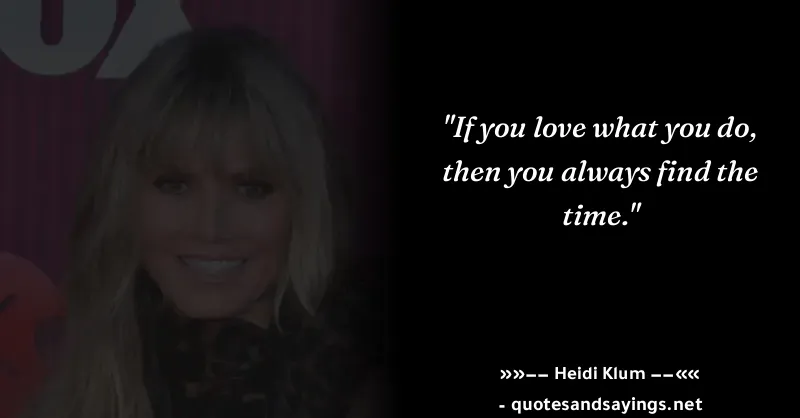 "If you love what you do,
then you always find the
time."
»»–– Heidi Klum ––««
- quotesandsayings.net